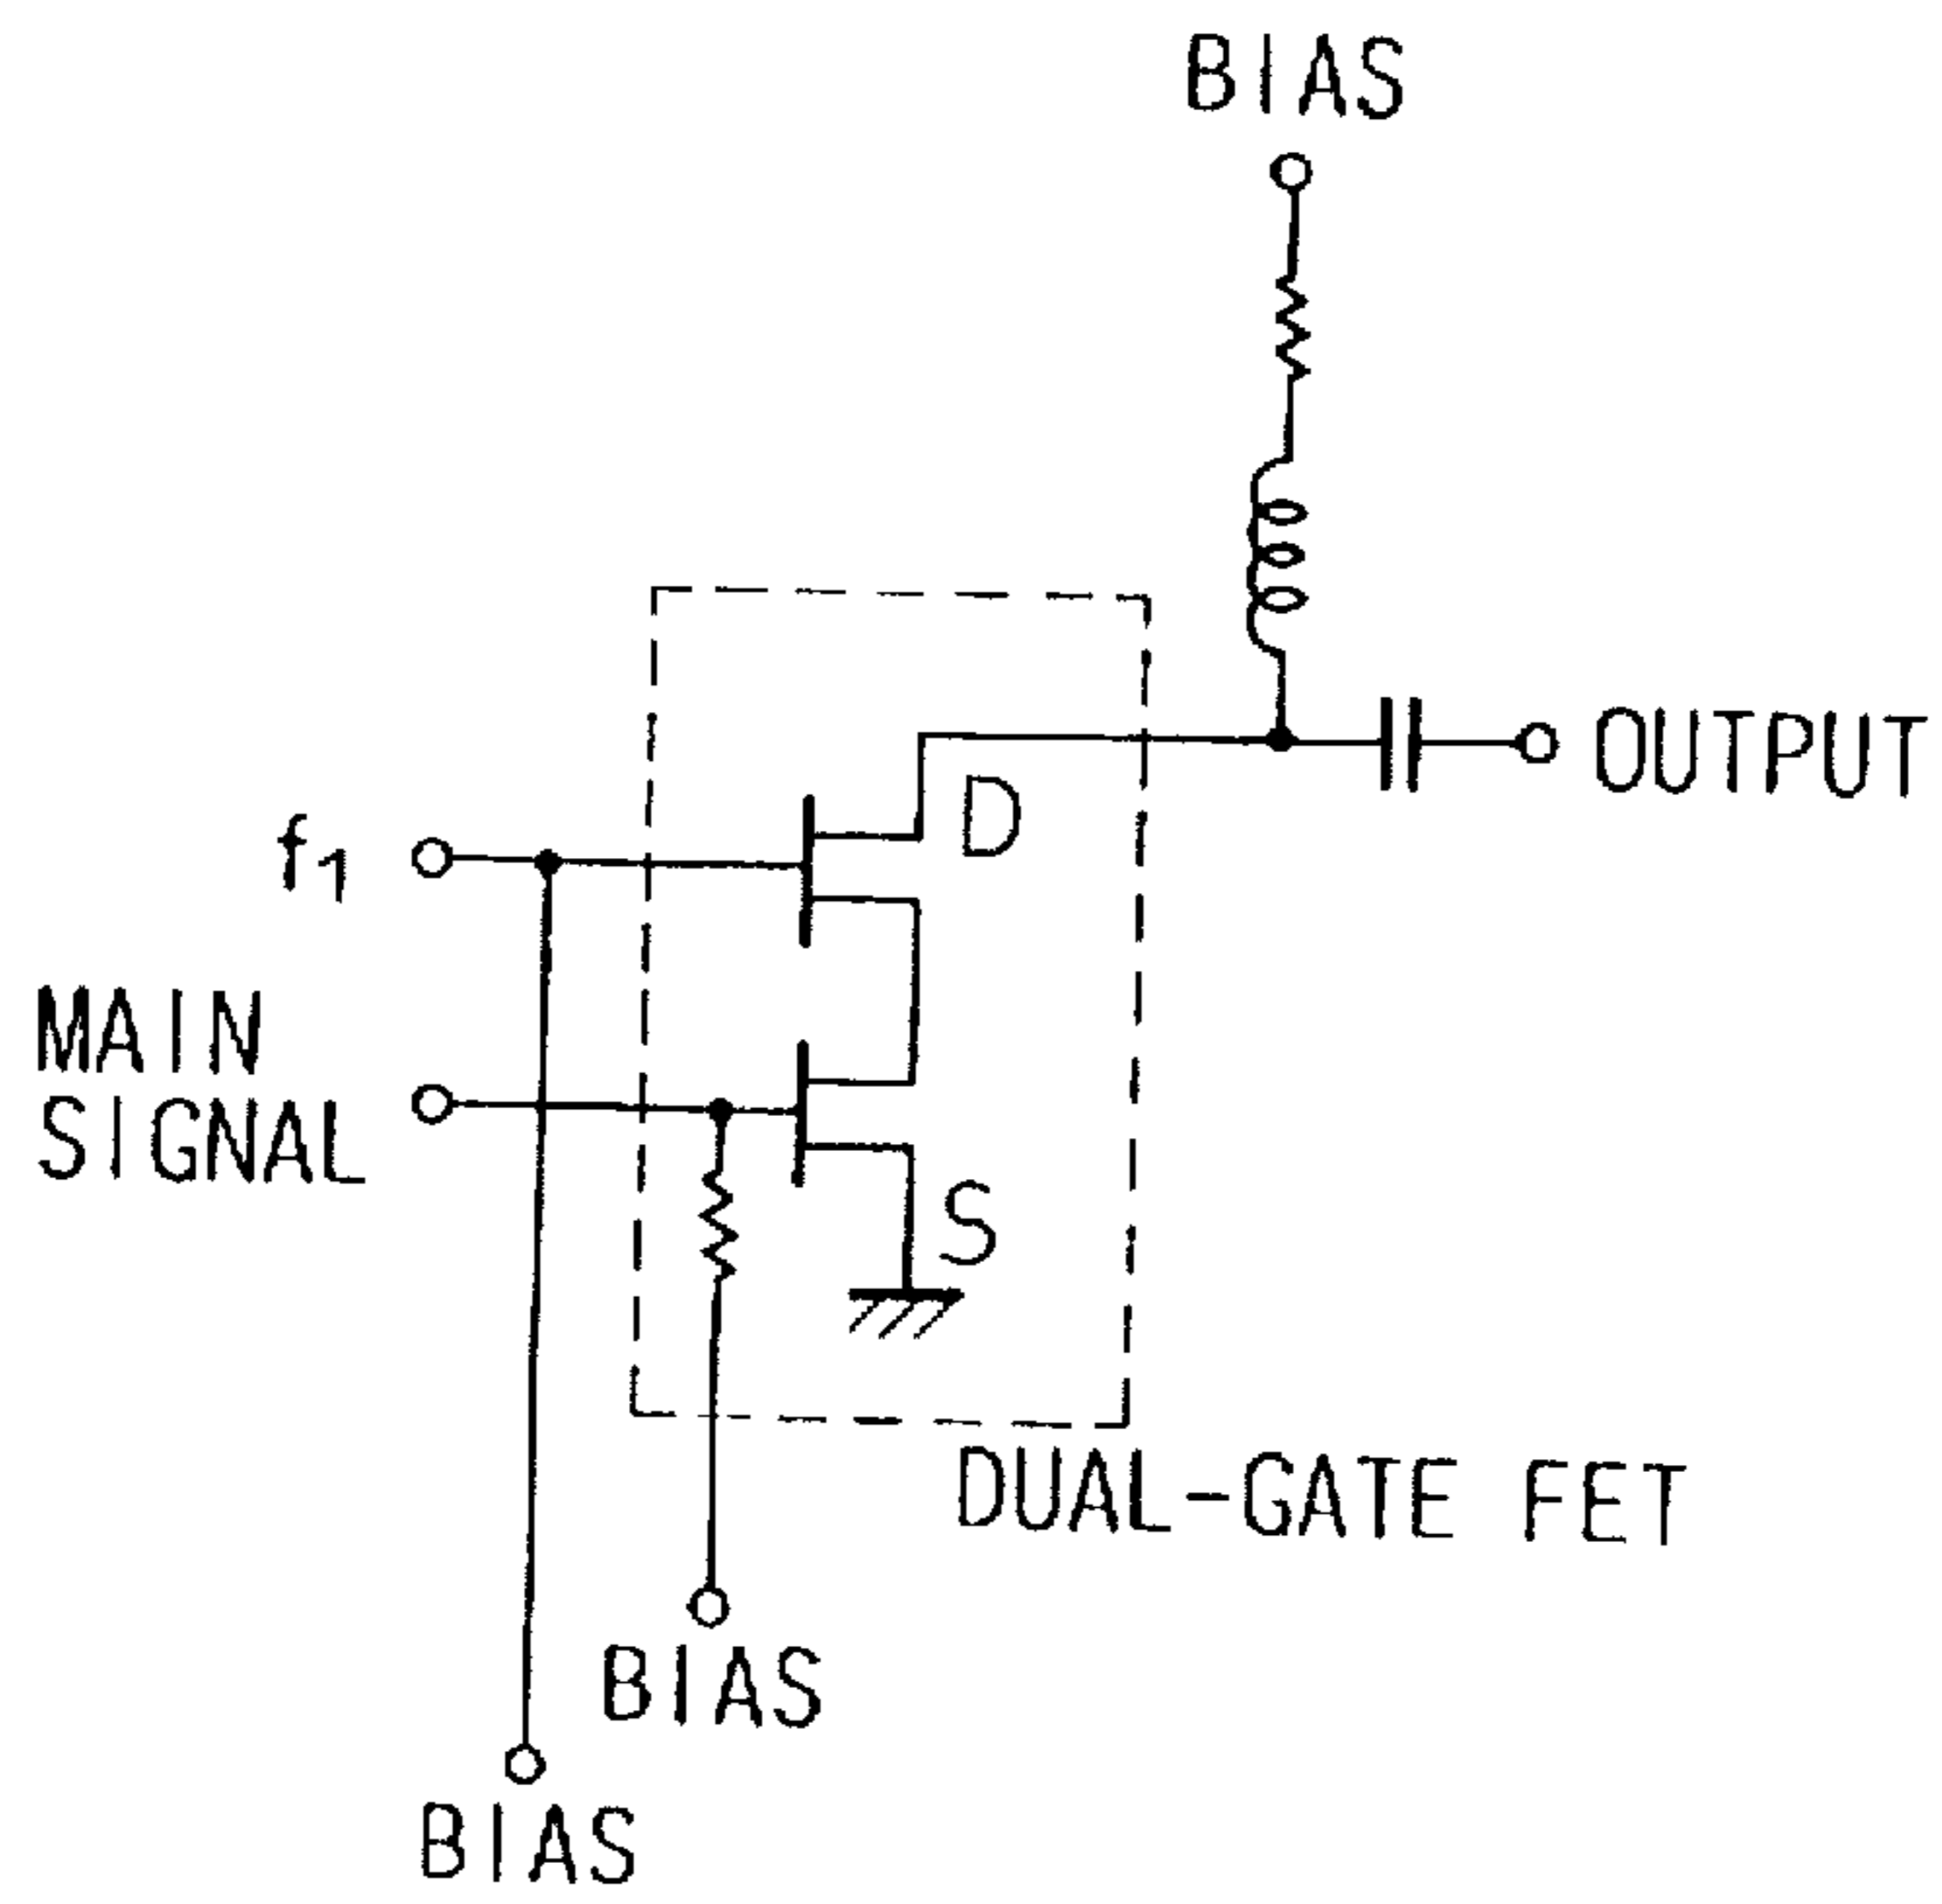 BIAS
OUTPUT
D
f1
MAIN
SIGNAL
S
DUAL-GATE FET
BIAS
BIAS